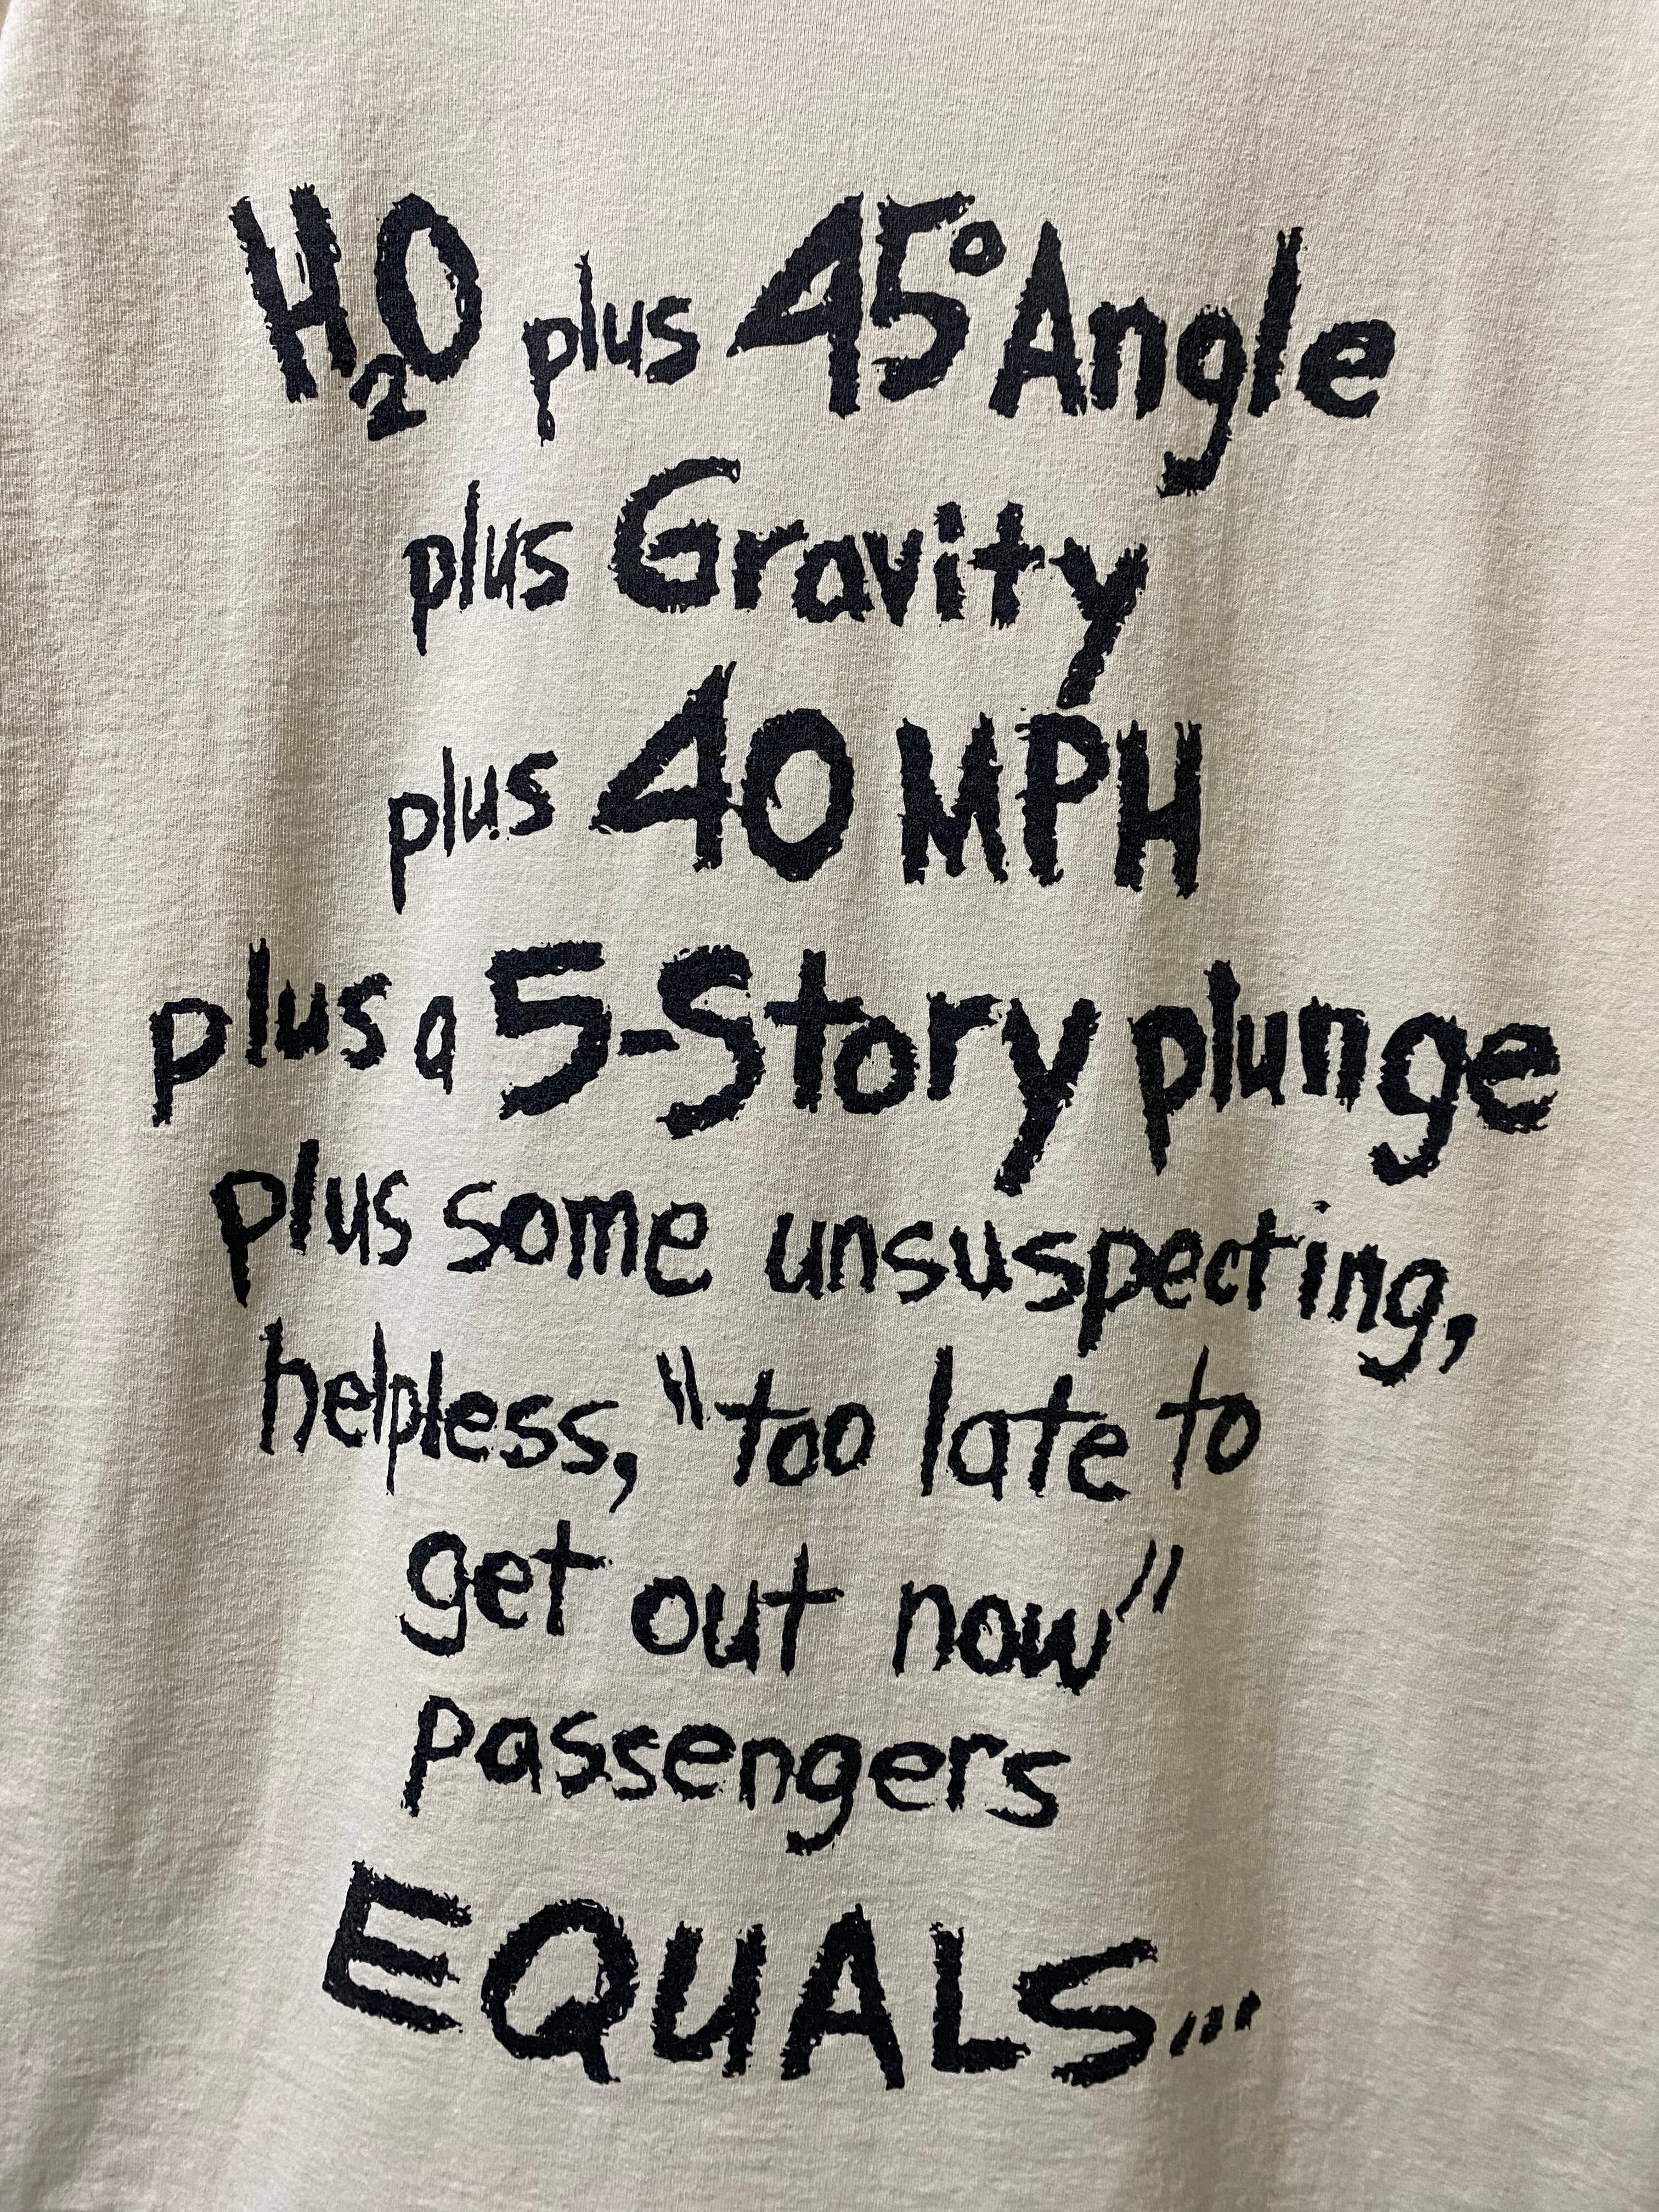 H₂O plus 45° Angle
plus Gravity
plus 40 MPH
plus a 5-Story plunge
plus some unsuspecting,
helpless, "too late to
get out now"
passengers
EQUALS...